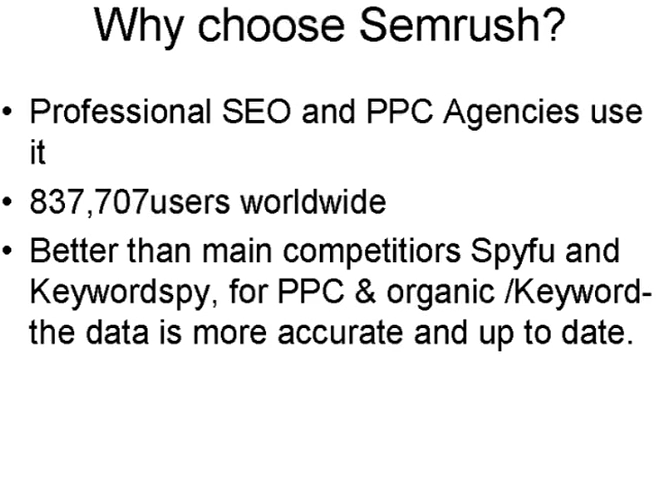 Why choose Semrush?
• Professional SEO and PPC Agencies use
it
• 837,707users worldwide
• Better than main competitiors Spyfu and
Keywordspy, for PPC & organic /Keyword-
the data is more accurate and up to date.